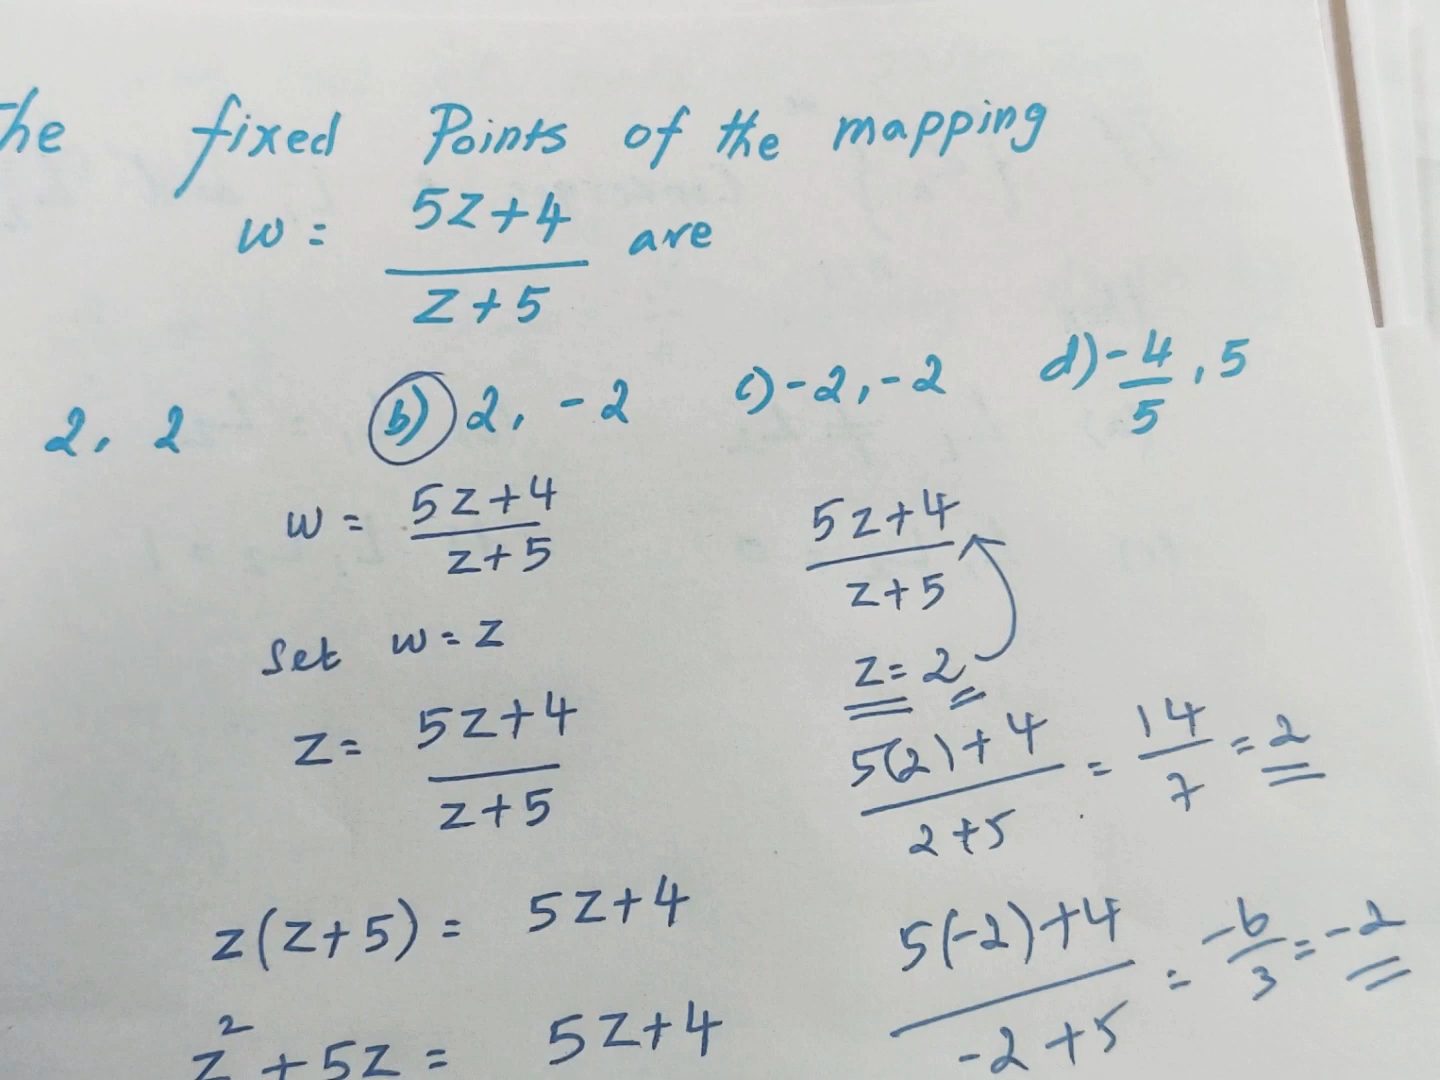 The fixed Points of the mapping
w = (5z+4)/(z+5) are
2, 2 b) 2, -2 c) -2, -2 d) -4/5, 5
w = (5z+4)/(z+5)
Set w = z
z = (5z+4)/(z+5)
z(z+5) = 5z+4
z² + 5z = 5z+4
(5z+4)/(z+5)
z = 2
(5(2)+4)/(2+5) = 14/7 = 2
(5(-2)+4)/(-2+5) = -6/3 = -2